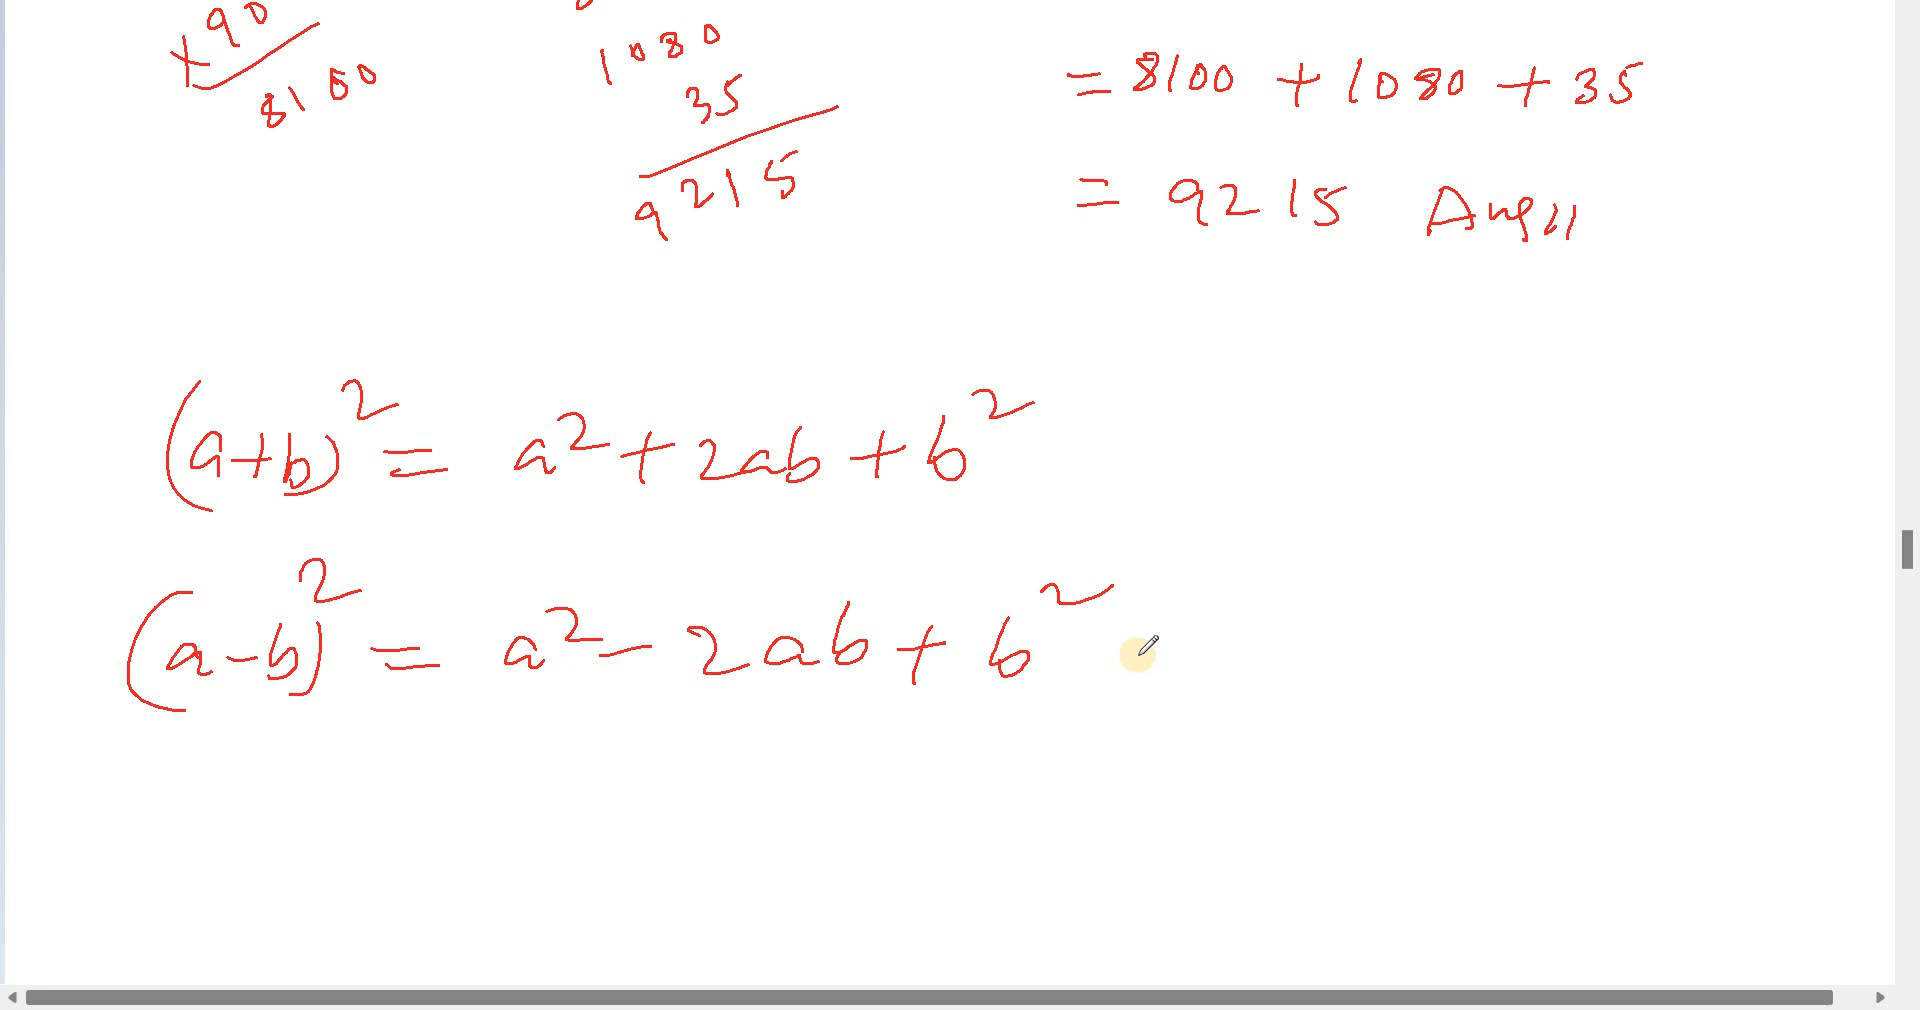 ×90
8100
1080
35
9215
= 8100 + 1080 + 35
= 9215 Ans//
(a+b)² = a² + 2ab + b²
(a-b)² = a² - 2ab + b²